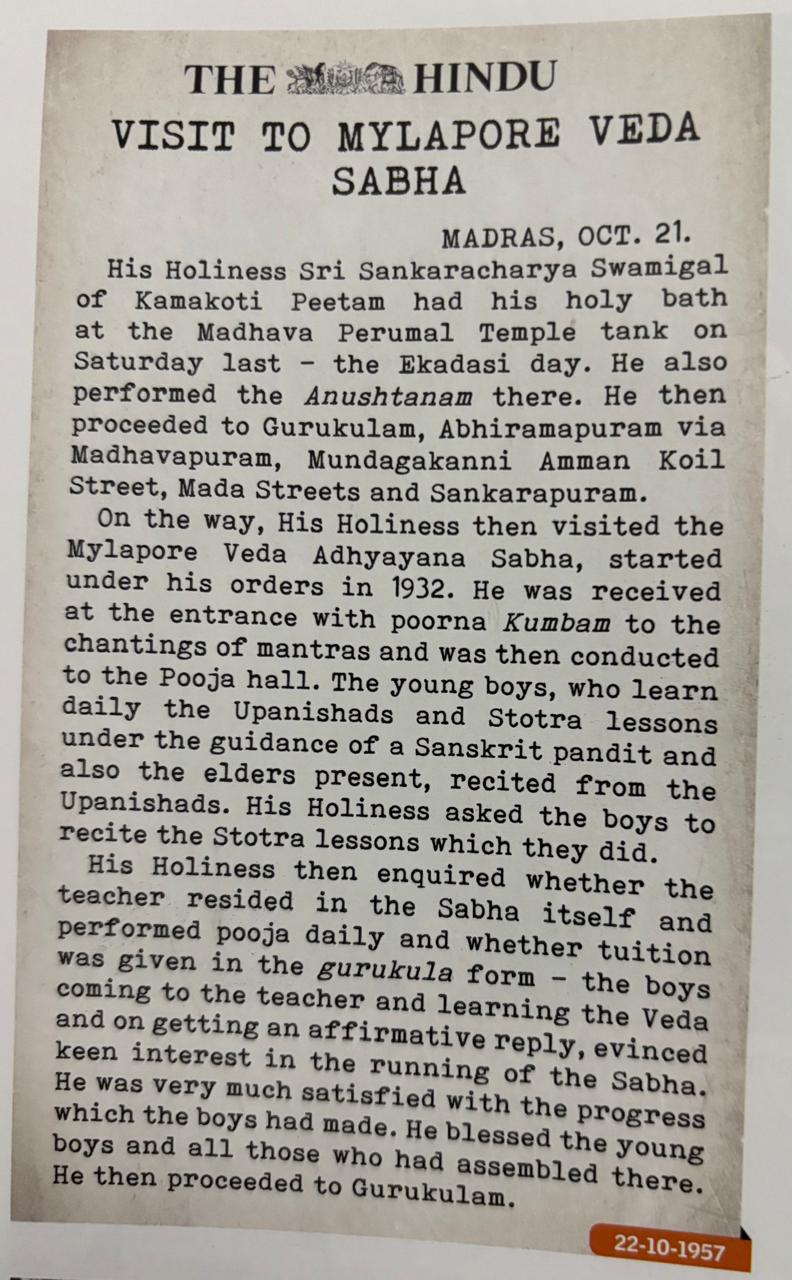 THE HINDU
VISIT TO MYLAPORE VEDA
SABHA
MADRAS, OCT. 21.
His Holiness Sri Sankaracharya Swamigal
of Kamakoti Peetam had his holy bath
at the Madhava Perumal Temple tank on
Saturday last – the Ekadasi day. He also
performed the Anushtanam there. He then
proceeded to Gurukulam, Abhiramapuram via
Madhavapuram, Mundagakanni Amman Koil
Street, Mada Streets and Sankarapuram.
On the way, His Holiness then visited the
Mylapore Veda Adhyayana Sabha, started
under his orders in 1932. He was received
at the entrance with poorna Kumbam to the
chantings of mantras and was then conducted
to the Pooja hall. The young boys, who learn
daily the Upanishads and Stotra lessons
under the guidance of a Sanskrit pandit and
also the elders present, recited from the
Upanishads. His Holiness asked the boys to
recite the Stotra lessons which they did.
His Holiness then enquired whether the
teacher resided in the Sabha itself and
performed pooja daily and whether tuition
was given in the gurukula form – the boys
coming to the teacher and learning the Veda
and on getting an affirmative reply, evinced
keen interest in the running of the Sabha.
He was very much satisfied with the progress
which the boys had made. He blessed the young
boys and all those who had assembled there.
He then proceeded to Gurukulam.
22-10-1957